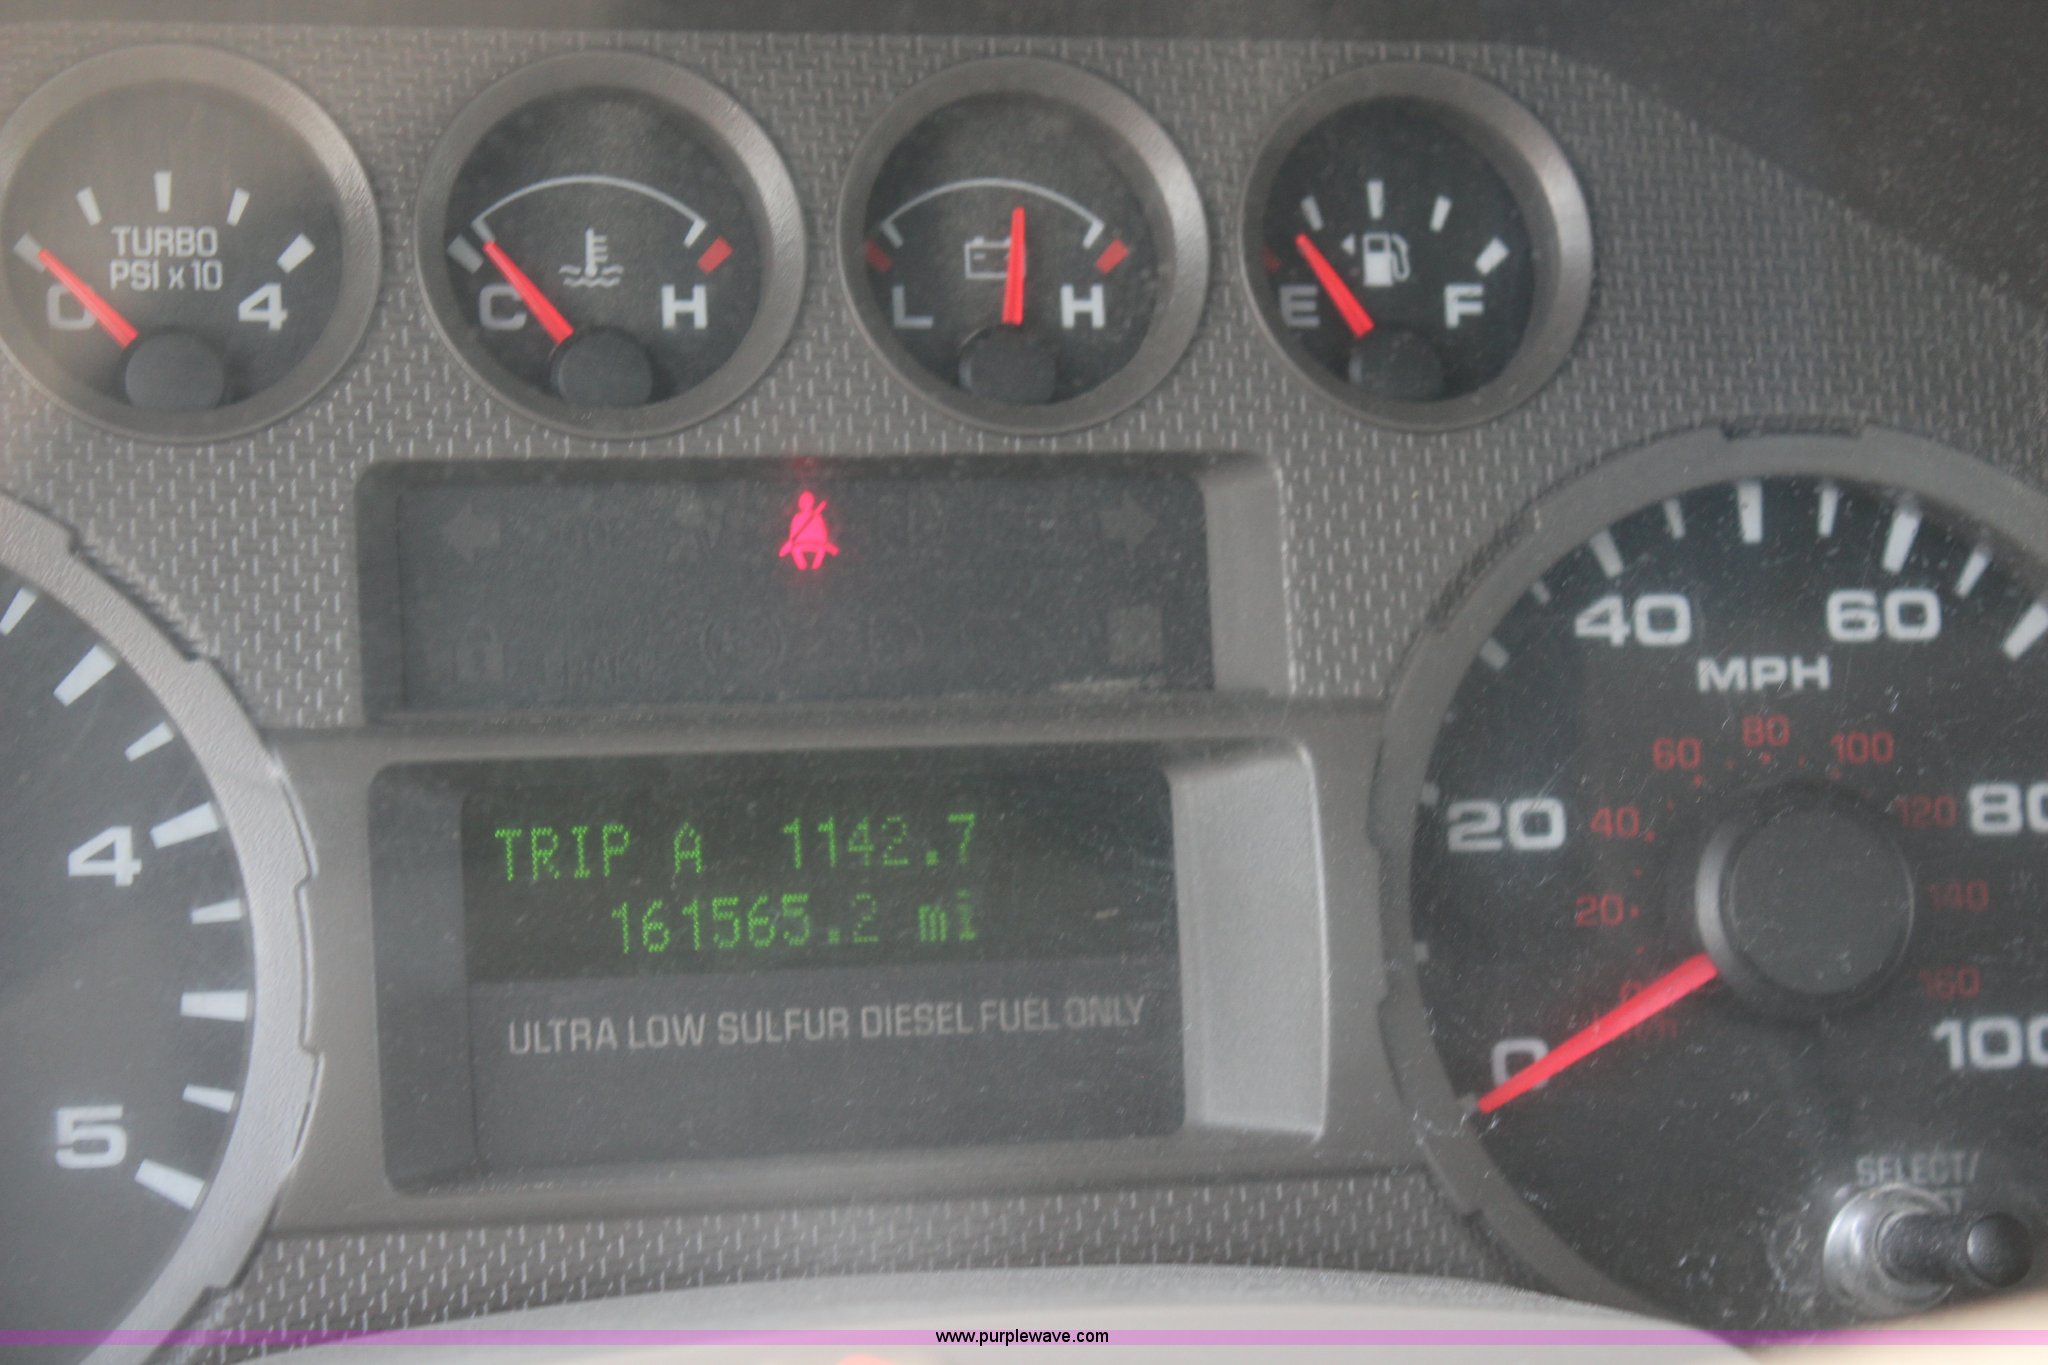 TURBO
PSI x 10
0 4
C H
L H
E F
40 60
MPH
60 80 100
20 40 120 80
4
TRIP A 1142.7
161565.2 mi
20 140
160
ULTRA LOW SULFUR DIESEL FUEL ONLY
0 100
5
SELECT/
www.purplewave.com